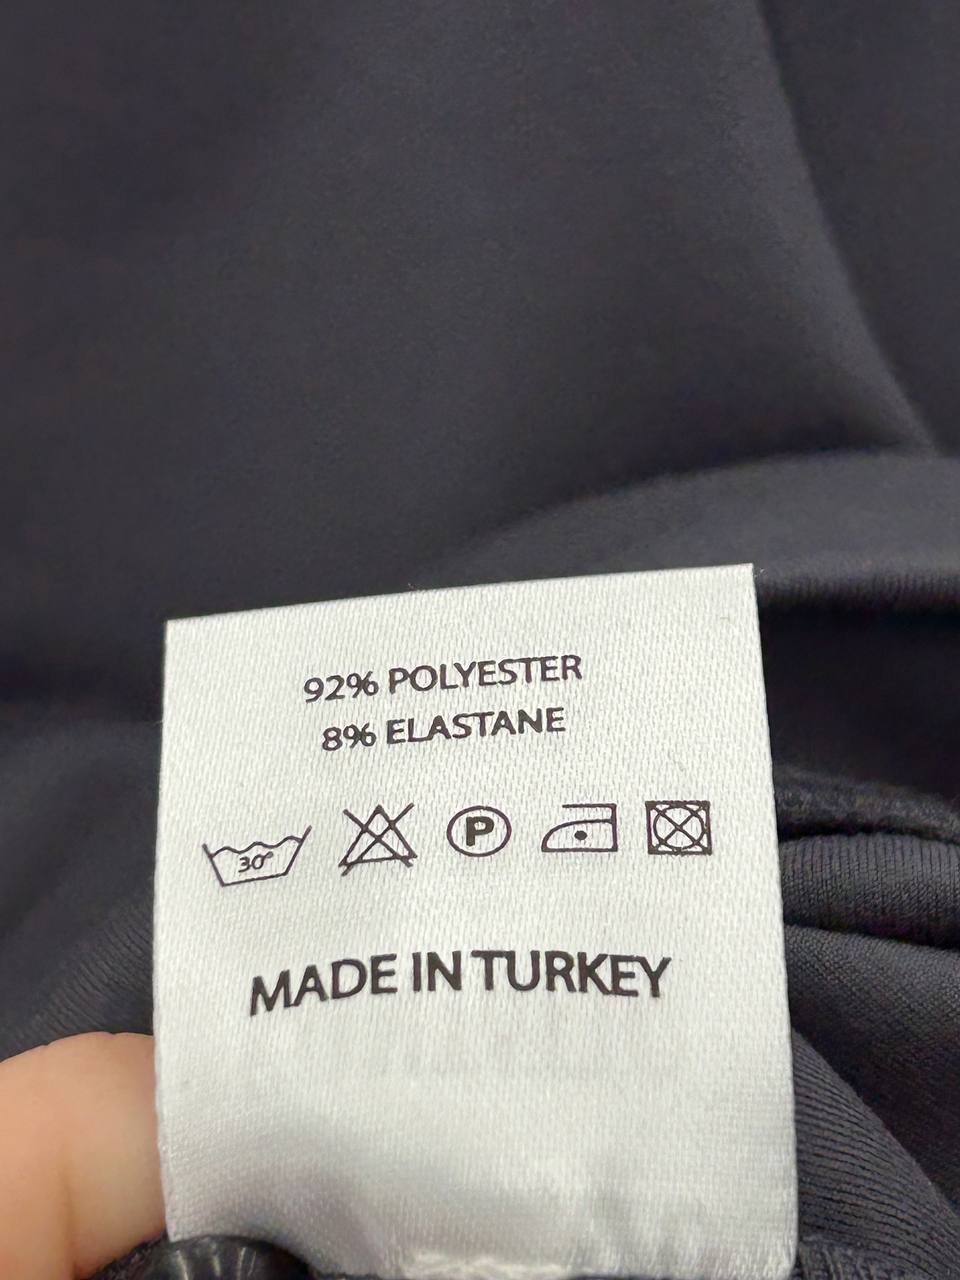 92% POLYESTER
8% ELASTANE
30° P
MADE IN TURKEY